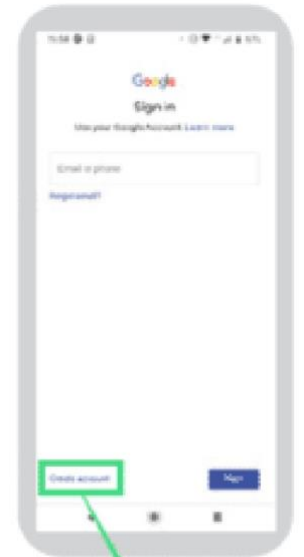 Google
Sign in
Use your Google Account. Learn more
Email or phone
Forgot email?
Create account
Next